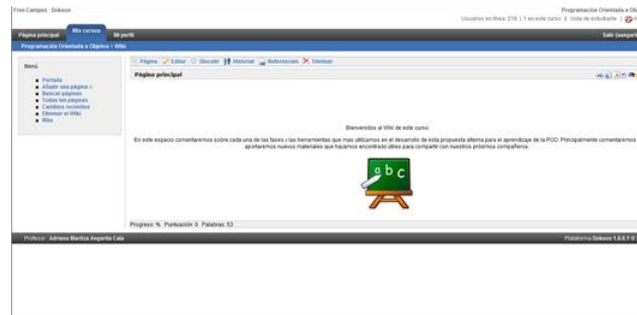 Free Campus - Dokeos
Programación Orientada a Obj
Usuarios en línea: 216 | 1 en este curso | Vista de estudiante |
Página principal Mis cursos Mi perfil
Salir (aangari
Programación Orientada a Objetos > Wiki
Menú
Portada
Añadir una página
Buscar páginas
Todas las páginas
Cambios recientes
Eliminar el Wiki
Más
Página Editar Discutir Historial Referencias Eliminar
Página principal
Bienvenidos al Wiki de este curso
En este espacio comentaremos sobre cada una de las fases y las herramientas que mas utilizamos en el desarrollo de esta propuesta alterna para el aprendizaje de la POO. Principalmente comentaremos
aportaremos nuevos materiales que hayamos encontrado útiles para compartir con nuestros próximos compañeros.
a b c
Progreso: % Puntuación: 0 Palabras: 53
Profesor: Adriana Maritza Angarita Cala
Plataforma Dokeos 1.8.6.1 ©